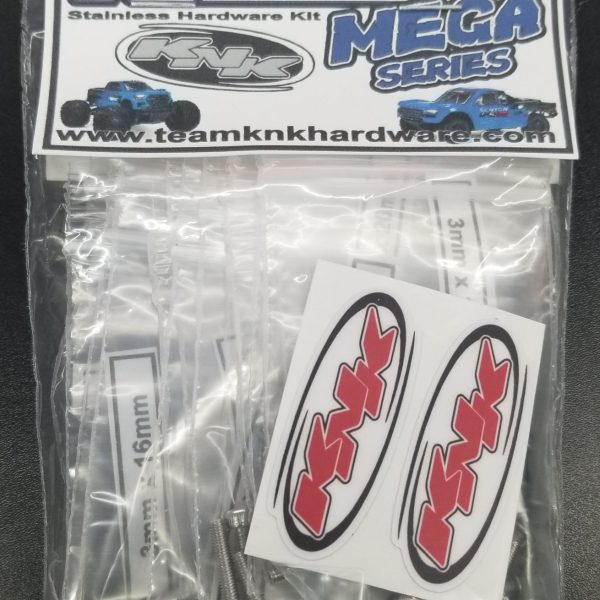 Stainless Hardware Kit
KNK
MEGA
SERIES
www.teamknkhardware.com
3mm x
3mm x 16mm
KNK
KNK